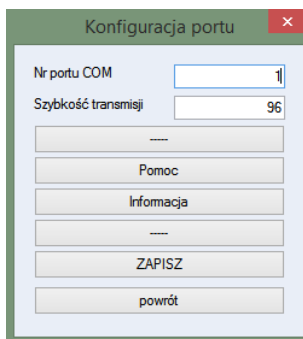 Konfiguracja portu
Nr portu COM 1
Szybkość transmisji 96
-----
Pomoc
Informacja
-----
ZAPISZ
powrót